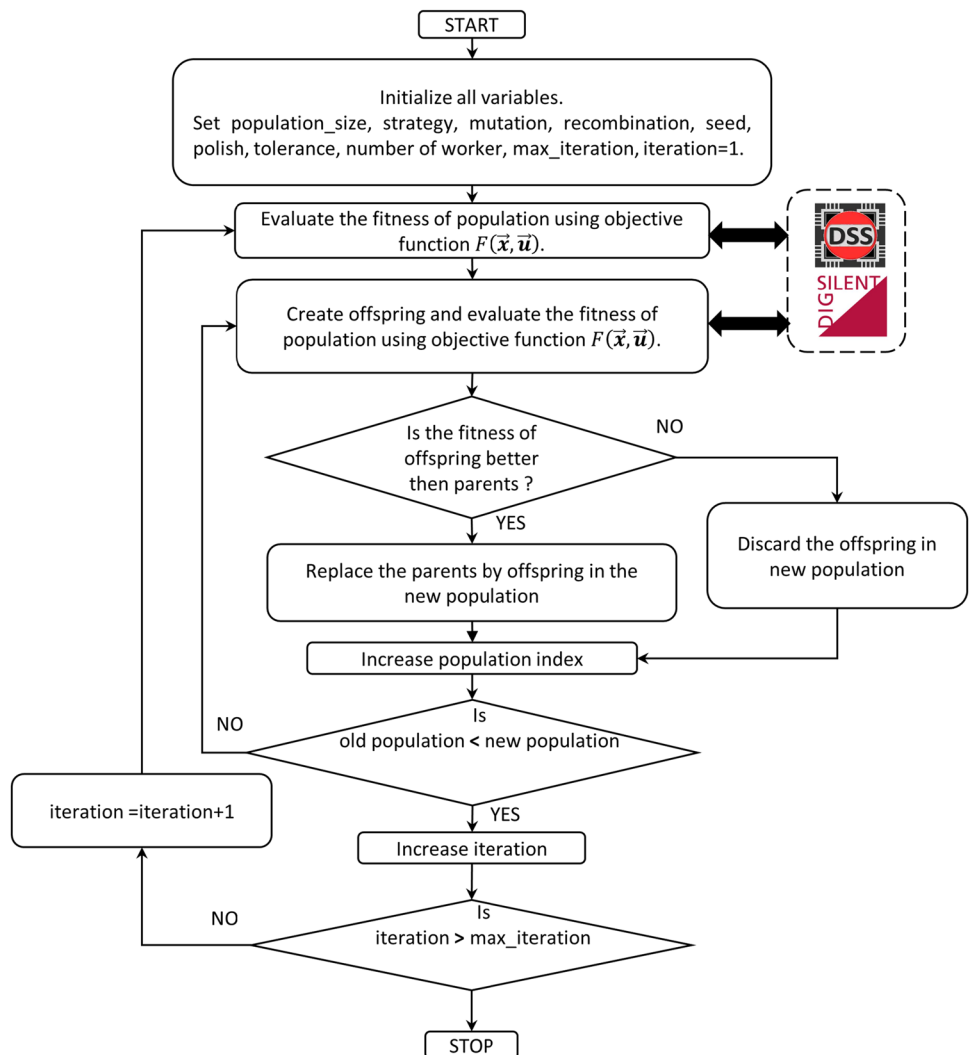 START
Initialize all variables.
Set population_size, strategy, mutation, recombination, seed,
polish, tolerance, number of worker, max_iteration, iteration=1.
Evaluate the fitness of population using objective
function F(x⃗,u⃗).
DSS
DIG
SILENT
Create offspring and evaluate the fitness of
population using objective function F(x⃗,u⃗).
Is the fitness of
offspring better
then parents ?
NO
YES
Replace the parents by offspring in the
new population
Discard the offspring in
new population
Increase population index
Is
old population < new population
NO
YES
iteration =iteration+1
Increase iteration
Is
iteration > max_iteration
NO
STOP